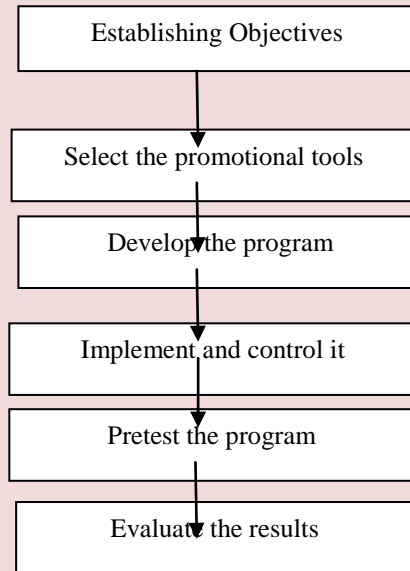 Establishing Objectives
Select the promotional tools
Develop the program
Implement and control it
Pretest the program
Evaluate the results